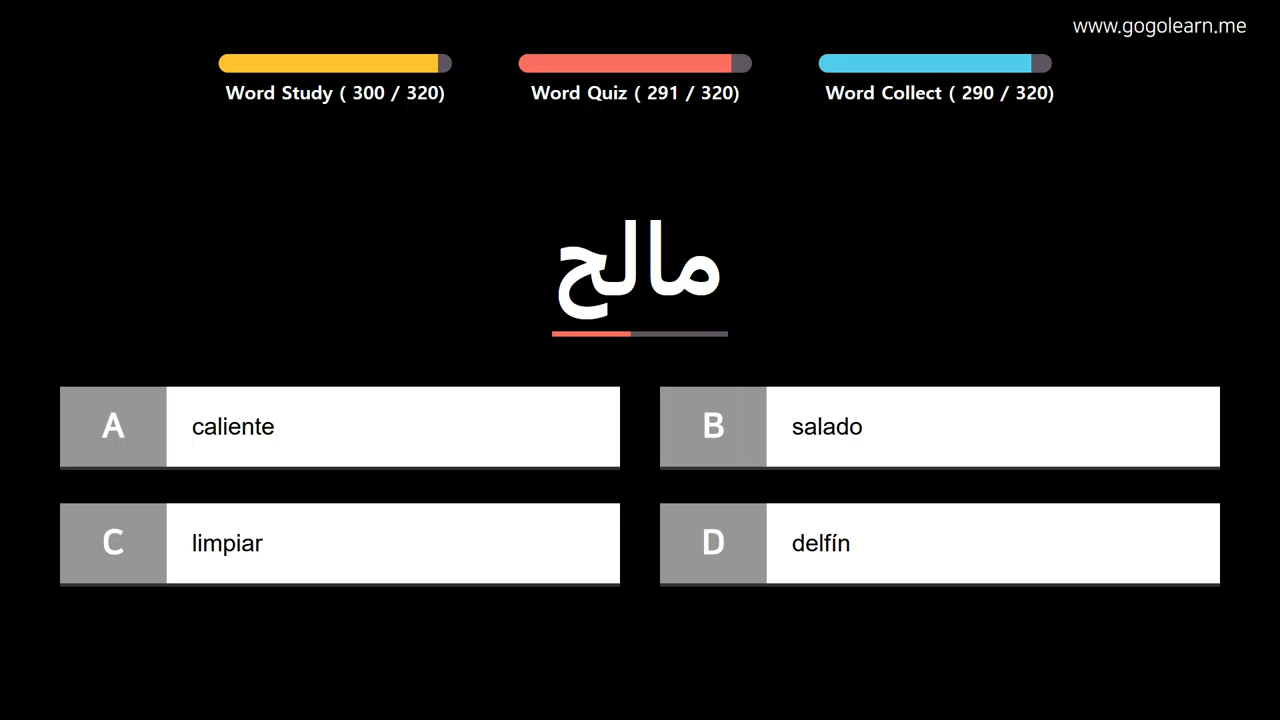 www.gogolearn.me
Word Study ( 300 / 320)
Word Quiz ( 291 / 320)
Word Collect ( 290 / 320)
مالح
A caliente
B salado
C limpiar
D delfín